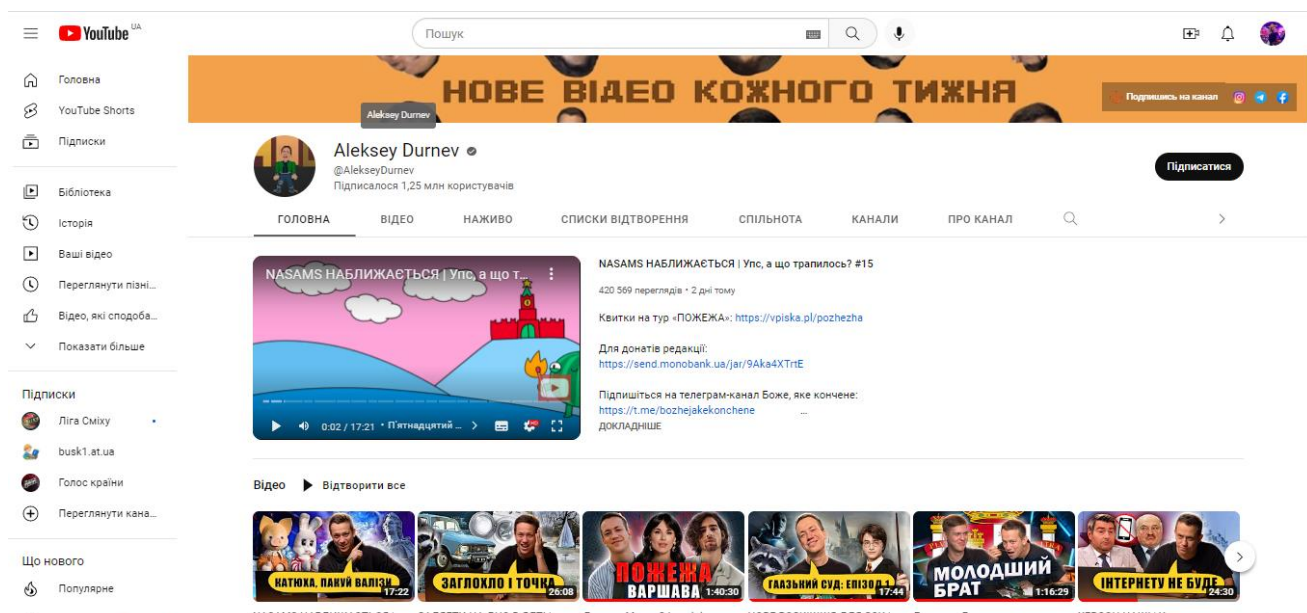 YouTube UA
Пошук
НОВЕ ВІДЕО КОЖНОГО ТИЖНЯ
Подпишись на канал
Aleksey Durnev
Aleksey Durnev
@AlekseyDurnev
Підписалося 1,25 млн користувачів
Підписатися
ГОЛОВНА ВІДЕО НАЖИВО СПИСКИ ВІДТВОРЕННЯ СПІЛЬНОТА КАНАЛИ ПРО КАНАЛ
Головна
YouTube Shorts
Підписки
Бібліотека
Історія
Ваші відео
Переглянути пізні...
Відео, які сподоба...
Показати більше
Підписки
Ліга Сміху
busk1.at.ua
Голос країни
Переглянути кана...
Що нового
Популярне
NASAMS НАБЛИЖАЄТЬСЯ | Упс, а що т...
0:02 / 17:21 • П'ятнадцятий ...
NASAMS НАБЛИЖАЄТЬСЯ | Упс, а що трапилось? #15
420 569 переглядів • 2 дні тому
Квитки на тур «ПОЖЕЖА»: https://vpiska.pl/pozhezha
Для донатів редакції:
https://send.monobank.ua/jar/9Aka4XTrtE
Підпишіться на телеграм-канал Боже, яке кончене:
https://t.me/bozhejakekonchene ...
ДОКЛАДНІШЕ
Відео Відтворити все
КАТЮХА, ПАКУЙ ВАЛІЗИ
17:22
ЗАГЛОХЛО І ТОЧКА
26:08
ПОЖЕЖА
ВАРШАВА
1:40:30
ГААЗЬКИЙ СУД: ЕПІЗОД 1
17:44
МОЛОДШИЙ
БРАТ
1:16:29
ІНТЕРНЕТУ НЕ БУДЕ
24:30